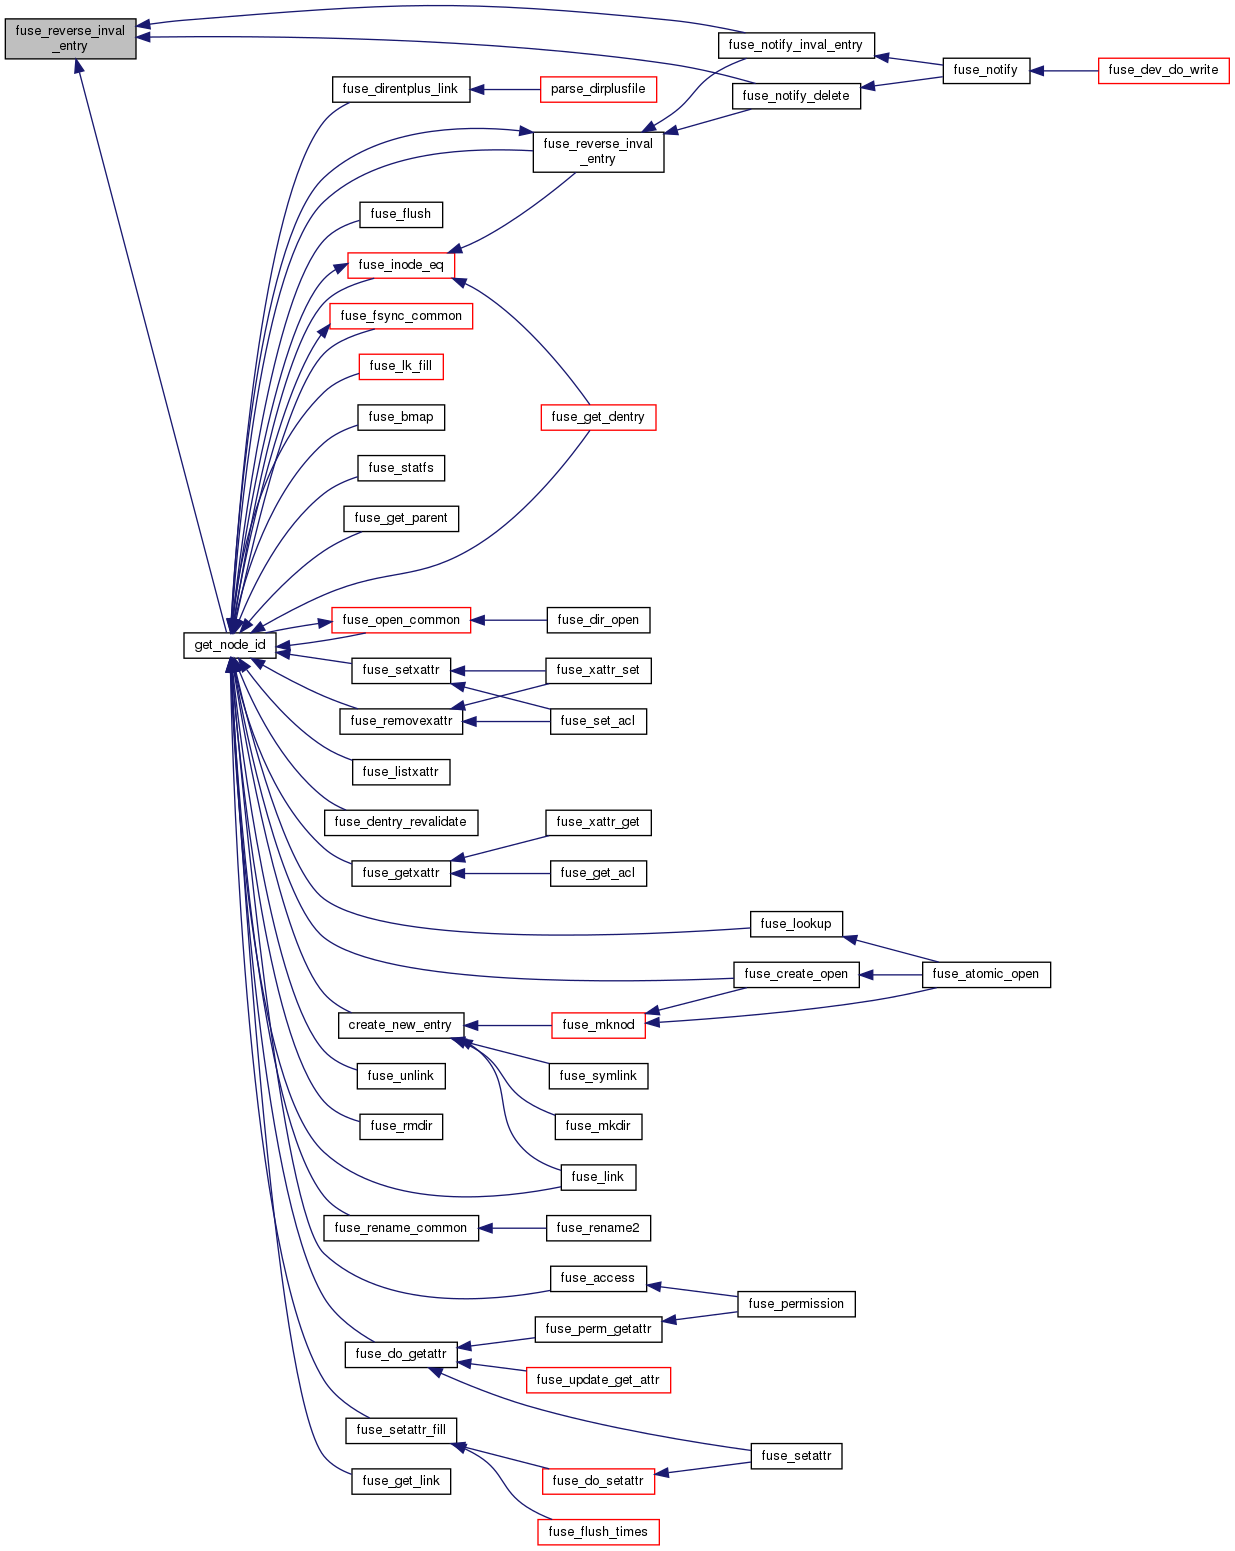 fuse_reverse_inval
_entry
fuse_notify_inval_entry
fuse_notify
fuse_dev_do_write
fuse_direntplus_link
parse_dirplusfile
fuse_notify_delete
fuse_reverse_inval
_entry
fuse_flush
fuse_inode_eq
fuse_fsync_common
fuse_lk_fill
fuse_bmap
fuse_get_dentry
fuse_statfs
fuse_get_parent
fuse_open_common
fuse_dir_open
get_node_id
fuse_setxattr
fuse_xattr_set
fuse_removexattr
fuse_set_acl
fuse_listxattr
fuse_dentry_revalidate
fuse_xattr_get
fuse_getxattr
fuse_get_acl
fuse_lookup
fuse_create_open
fuse_atomic_open
create_new_entry
fuse_mknod
fuse_unlink
fuse_symlink
fuse_rmdir
fuse_mkdir
fuse_link
fuse_rename_common
fuse_rename2
fuse_access
fuse_permission
fuse_perm_getattr
fuse_do_getattr
fuse_update_get_attr
fuse_setattr_fill
fuse_setattr
fuse_get_link
fuse_do_setattr
fuse_flush_times